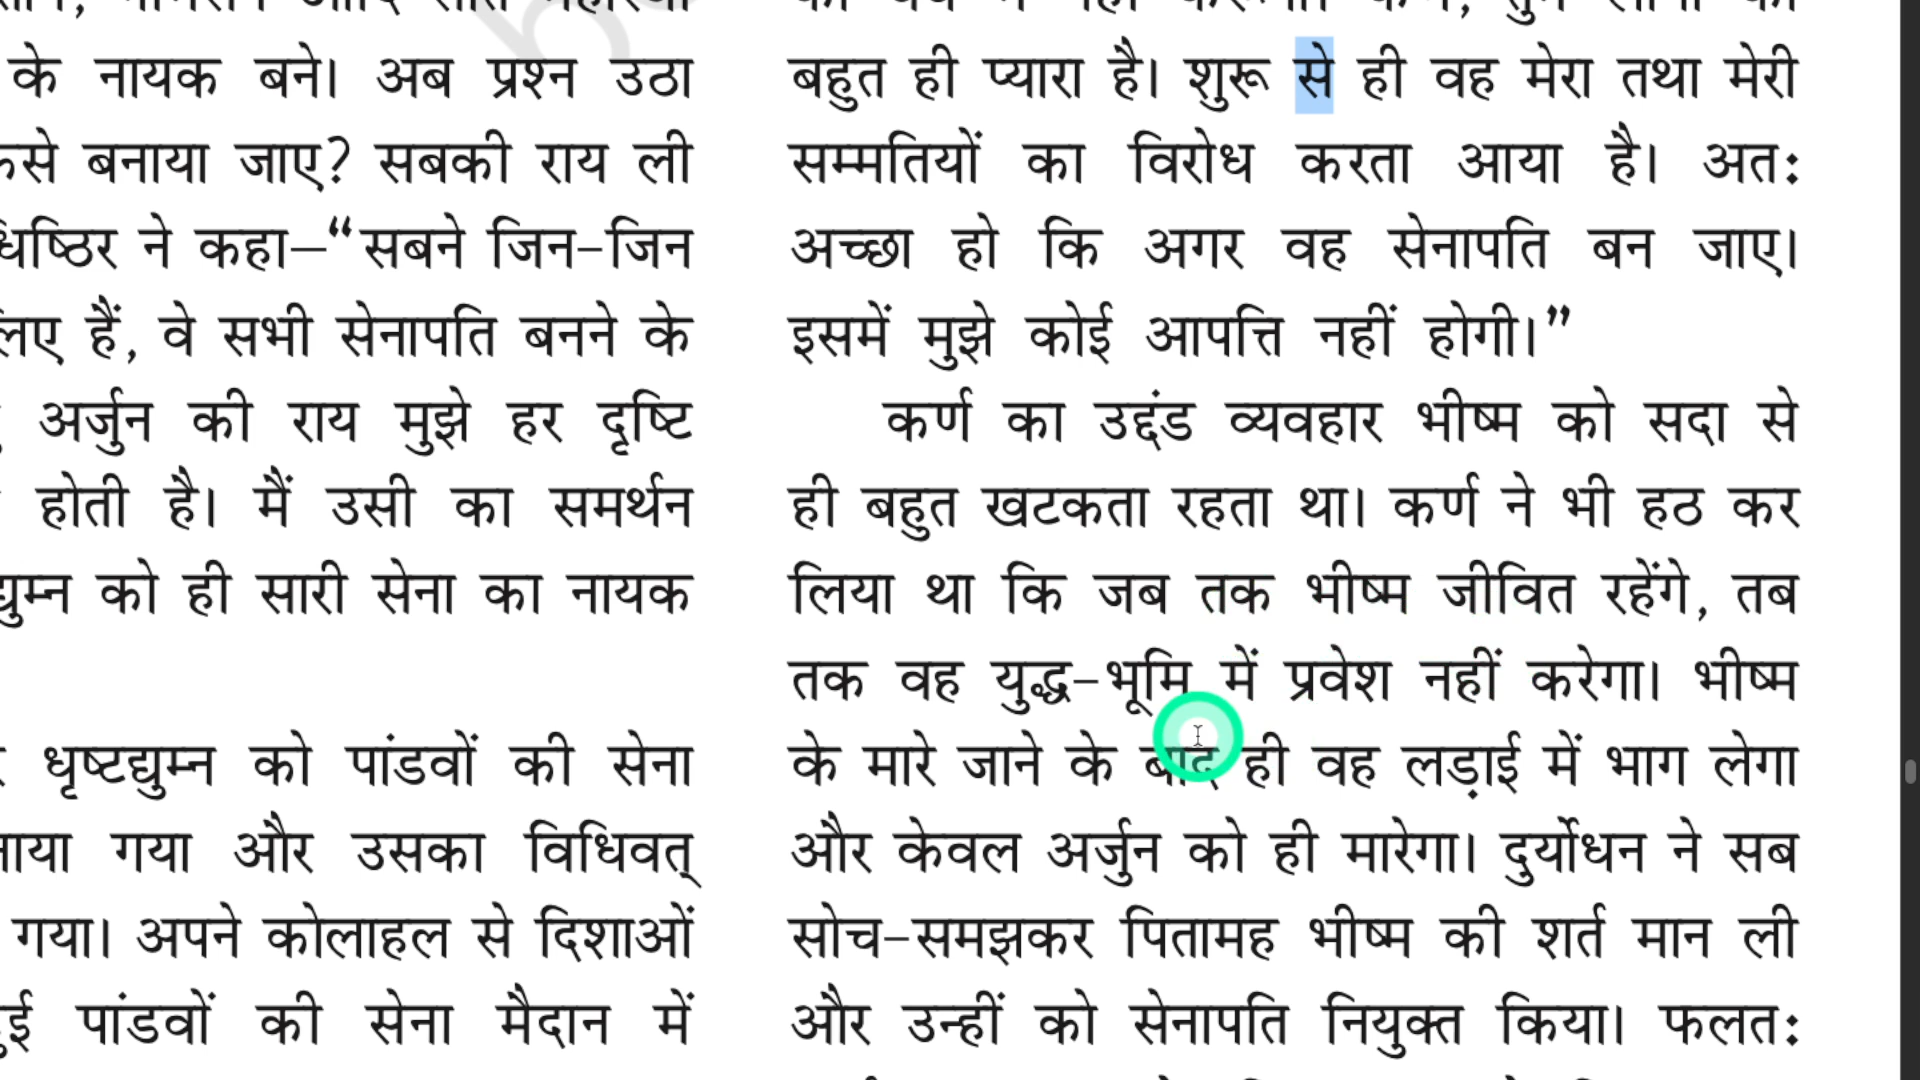 के नायक बने। अब प्रश्न उठा
बनाया जाए? सबकी राय ली
ने कहा—“सबने जिन-जिन
हैं, वे सभी सेनापति बनने के
अर्जुन की राय मुझे हर दृष्टि
होती है। मैं उसी का समर्थन
को ही सारी सेना का नायक
धृष्टद्युम्न को पांडवों की सेना
गया और उसका विधिवत्
गया। अपने कोलाहल से दिशाओं
पांडवों की सेना मैदान में
बहुत ही प्यारा है। शुरू से ही वह मेरा तथा मेरी
सम्मतियों का विरोध करता आया है। अतः
अच्छा हो कि अगर वह सेनापति बन जाए।
इसमें मुझे कोई आपत्ति नहीं होगी।”
कर्ण का उद्दंड व्यवहार भीष्म को सदा से
ही बहुत खटकता रहता था। कर्ण ने भी हठ कर
लिया था कि जब तक भीष्म जीवित रहेंगे, तब
तक वह युद्ध-भूमि में प्रवेश नहीं करेगा। भीष्म
के मारे जाने के बाद ही वह लड़ाई में भाग लेगा
और केवल अर्जुन को ही मारेगा। दुर्योधन ने सब
सोच-समझकर पितामह भीष्म की शर्त मान ली
और उन्हीं को सेनापति नियुक्त किया। फलतः